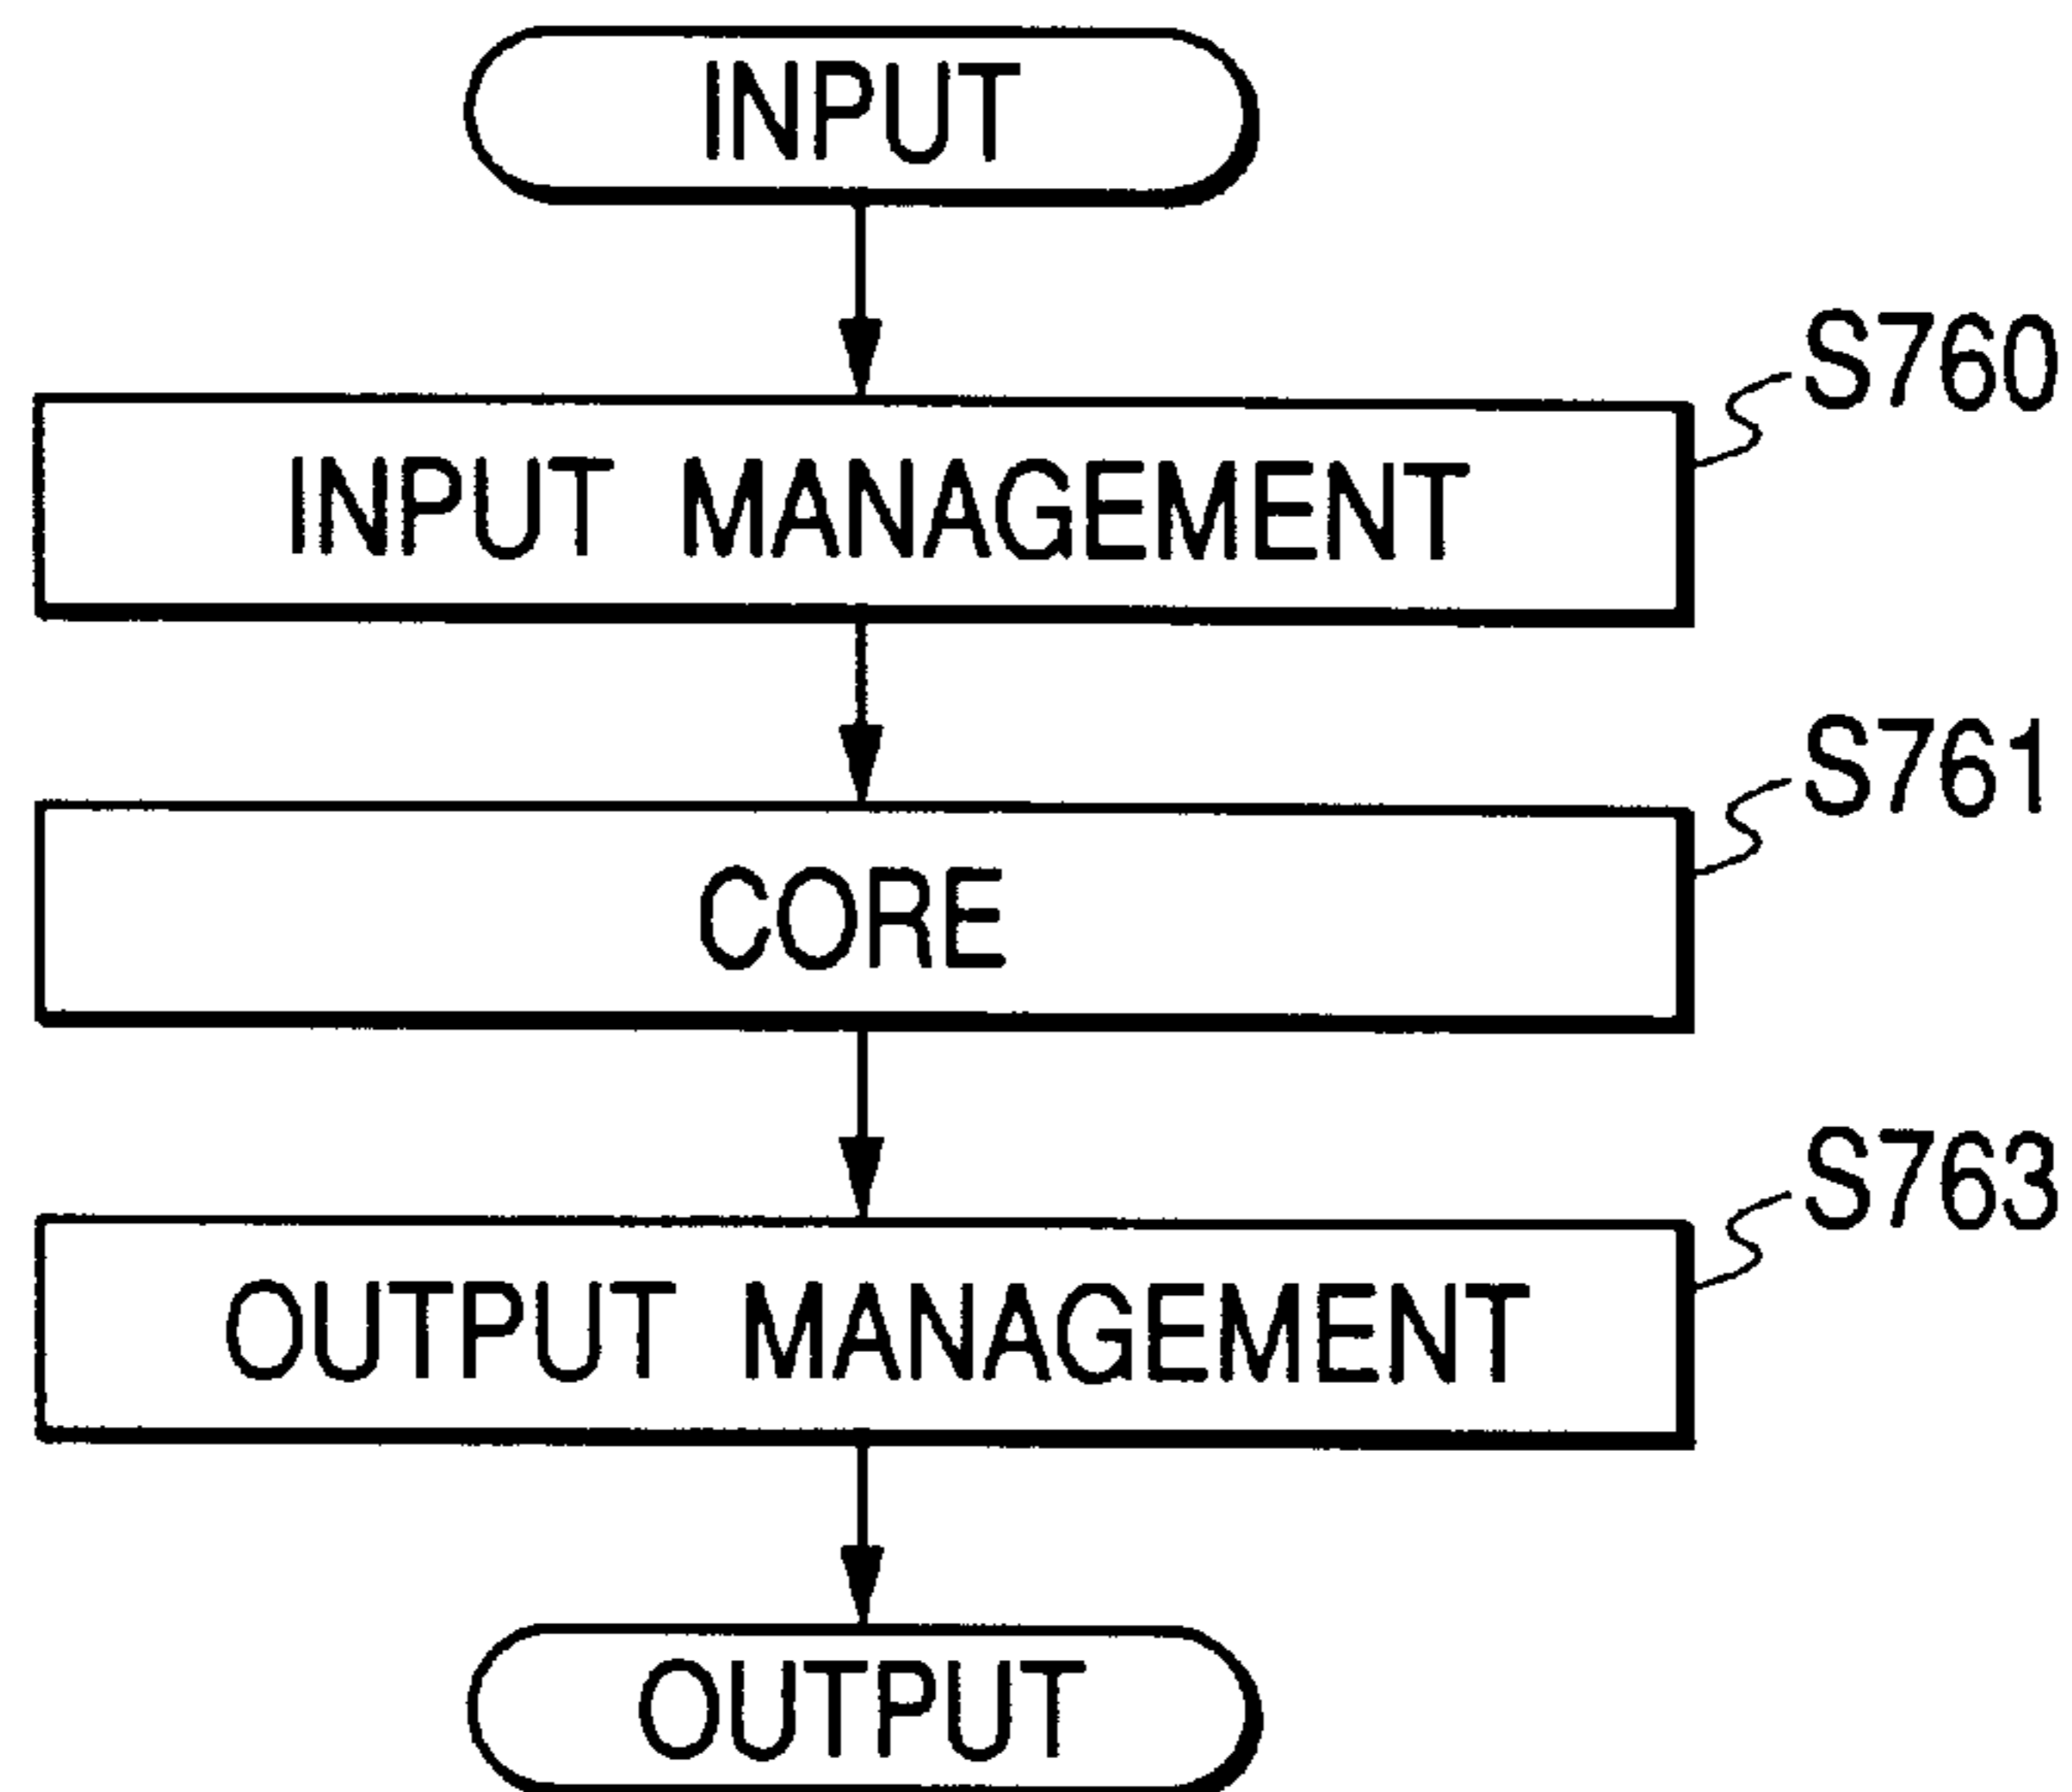 INPUT
S760
INPUT MANAGEMENT
S761
CORE
S763
OUTPUT MANAGEMENT
OUTPUT